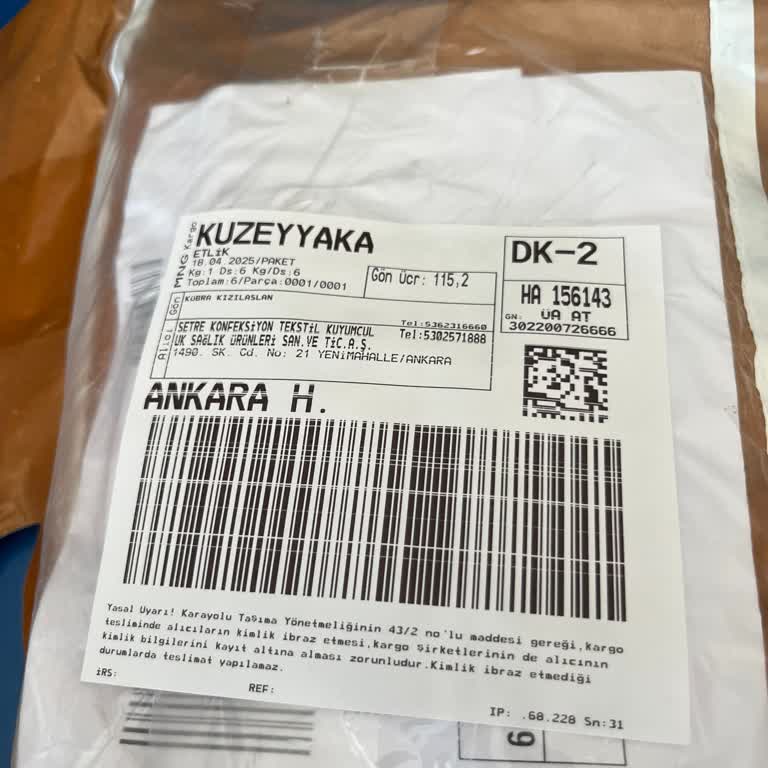 MNG Kargo
KUZEYYAKA
ETLİK
18.04.2025/PAKET
Kg:1 Ds:6 Kg/Ds:6
Toplam:6/Parça:0001/0001
Gön Ücr: 115,2
DK-2
HA 156143
ÜA AT
GN: 302200726666
Gön
KÜBRA KIZILASLAN
Tel:5362316660
Alıcı
SETRE KONFEKSİYON TEKSTİL KUYUMCUL
Tel:5302571888
UK SAĞLIK ÜRÜNLERİ SAN.VE TİC.A.Ş.
1490. SK. Cd. No: 21 YENİMAHALLE/ANKARA
ANKARA H.
Yasal Uyarı! Karayolu Taşıma Yönetmeliğinin 43/2 no'lu maddesi gereği,kargo
tesliminde alıcıların kimlik ibraz etmesi,kargo şirketlerinin de alıcının
kimlik bilgilerini kayıt altına alması zorunludur.Kimlik ibraz etmediği
durumlarda teslimat yapılamaz.
İRS:
REF:
IP: .68.228 Sn:31